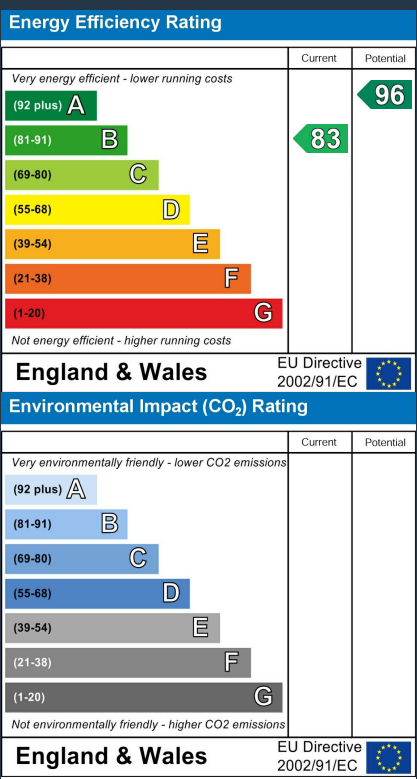 Energy Efficiency Rating
Current Potential
Very energy efficient - lower running costs
(92 plus) A 96
(81-91) B 83
(69-80) C
(55-68) D
(39-54) E
(21-38) F
(1-20) G
Not energy efficient - higher running costs
England & Wales
EU Directive
2002/91/EC
Environmental Impact (CO₂) Rating
Current Potential
Very environmentally friendly - lower CO2 emissions
(92 plus) A
(81-91) B
(69-80) C
(55-68) D
(39-54) E
(21-38) F
(1-20) G
Not environmentally friendly - higher CO2 emissions
England & Wales
EU Directive
2002/91/EC